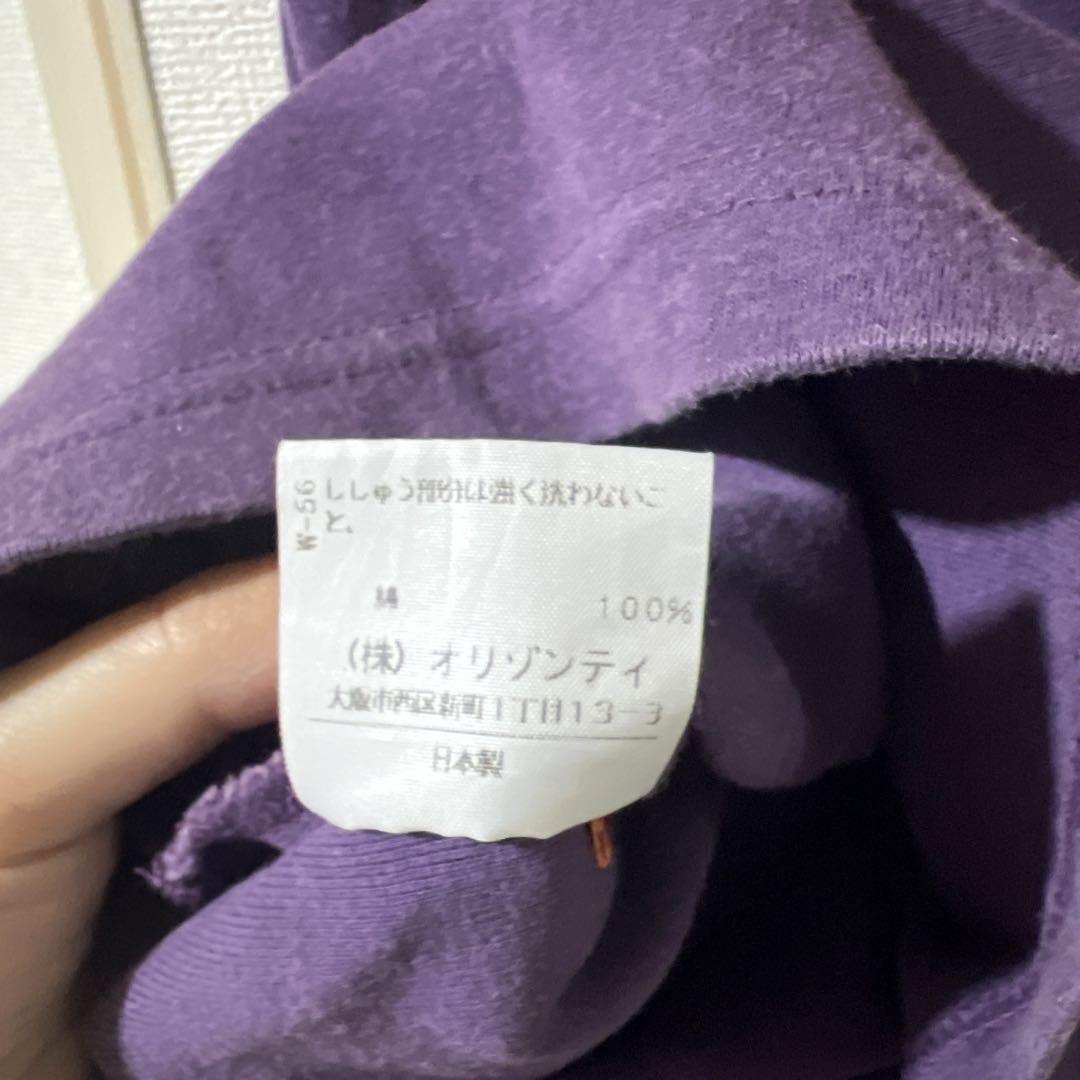 W-56
ししゅう部分は強く洗わないこ
と、
綿 100%
(株) オリゾンティ
大阪市西区新町1丁目13-3
日本製